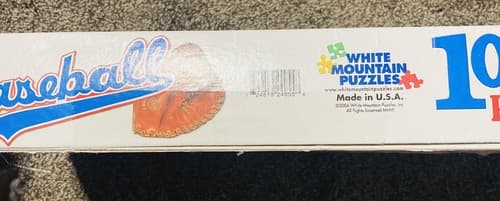 aseball
WHITE
MOUNTAIN
PUZZLES
www.whitemountainpuzzles.com
Made in U.S.A.
©2006 White Mountain Puzzles, Inc.
All Rights Reserved
10